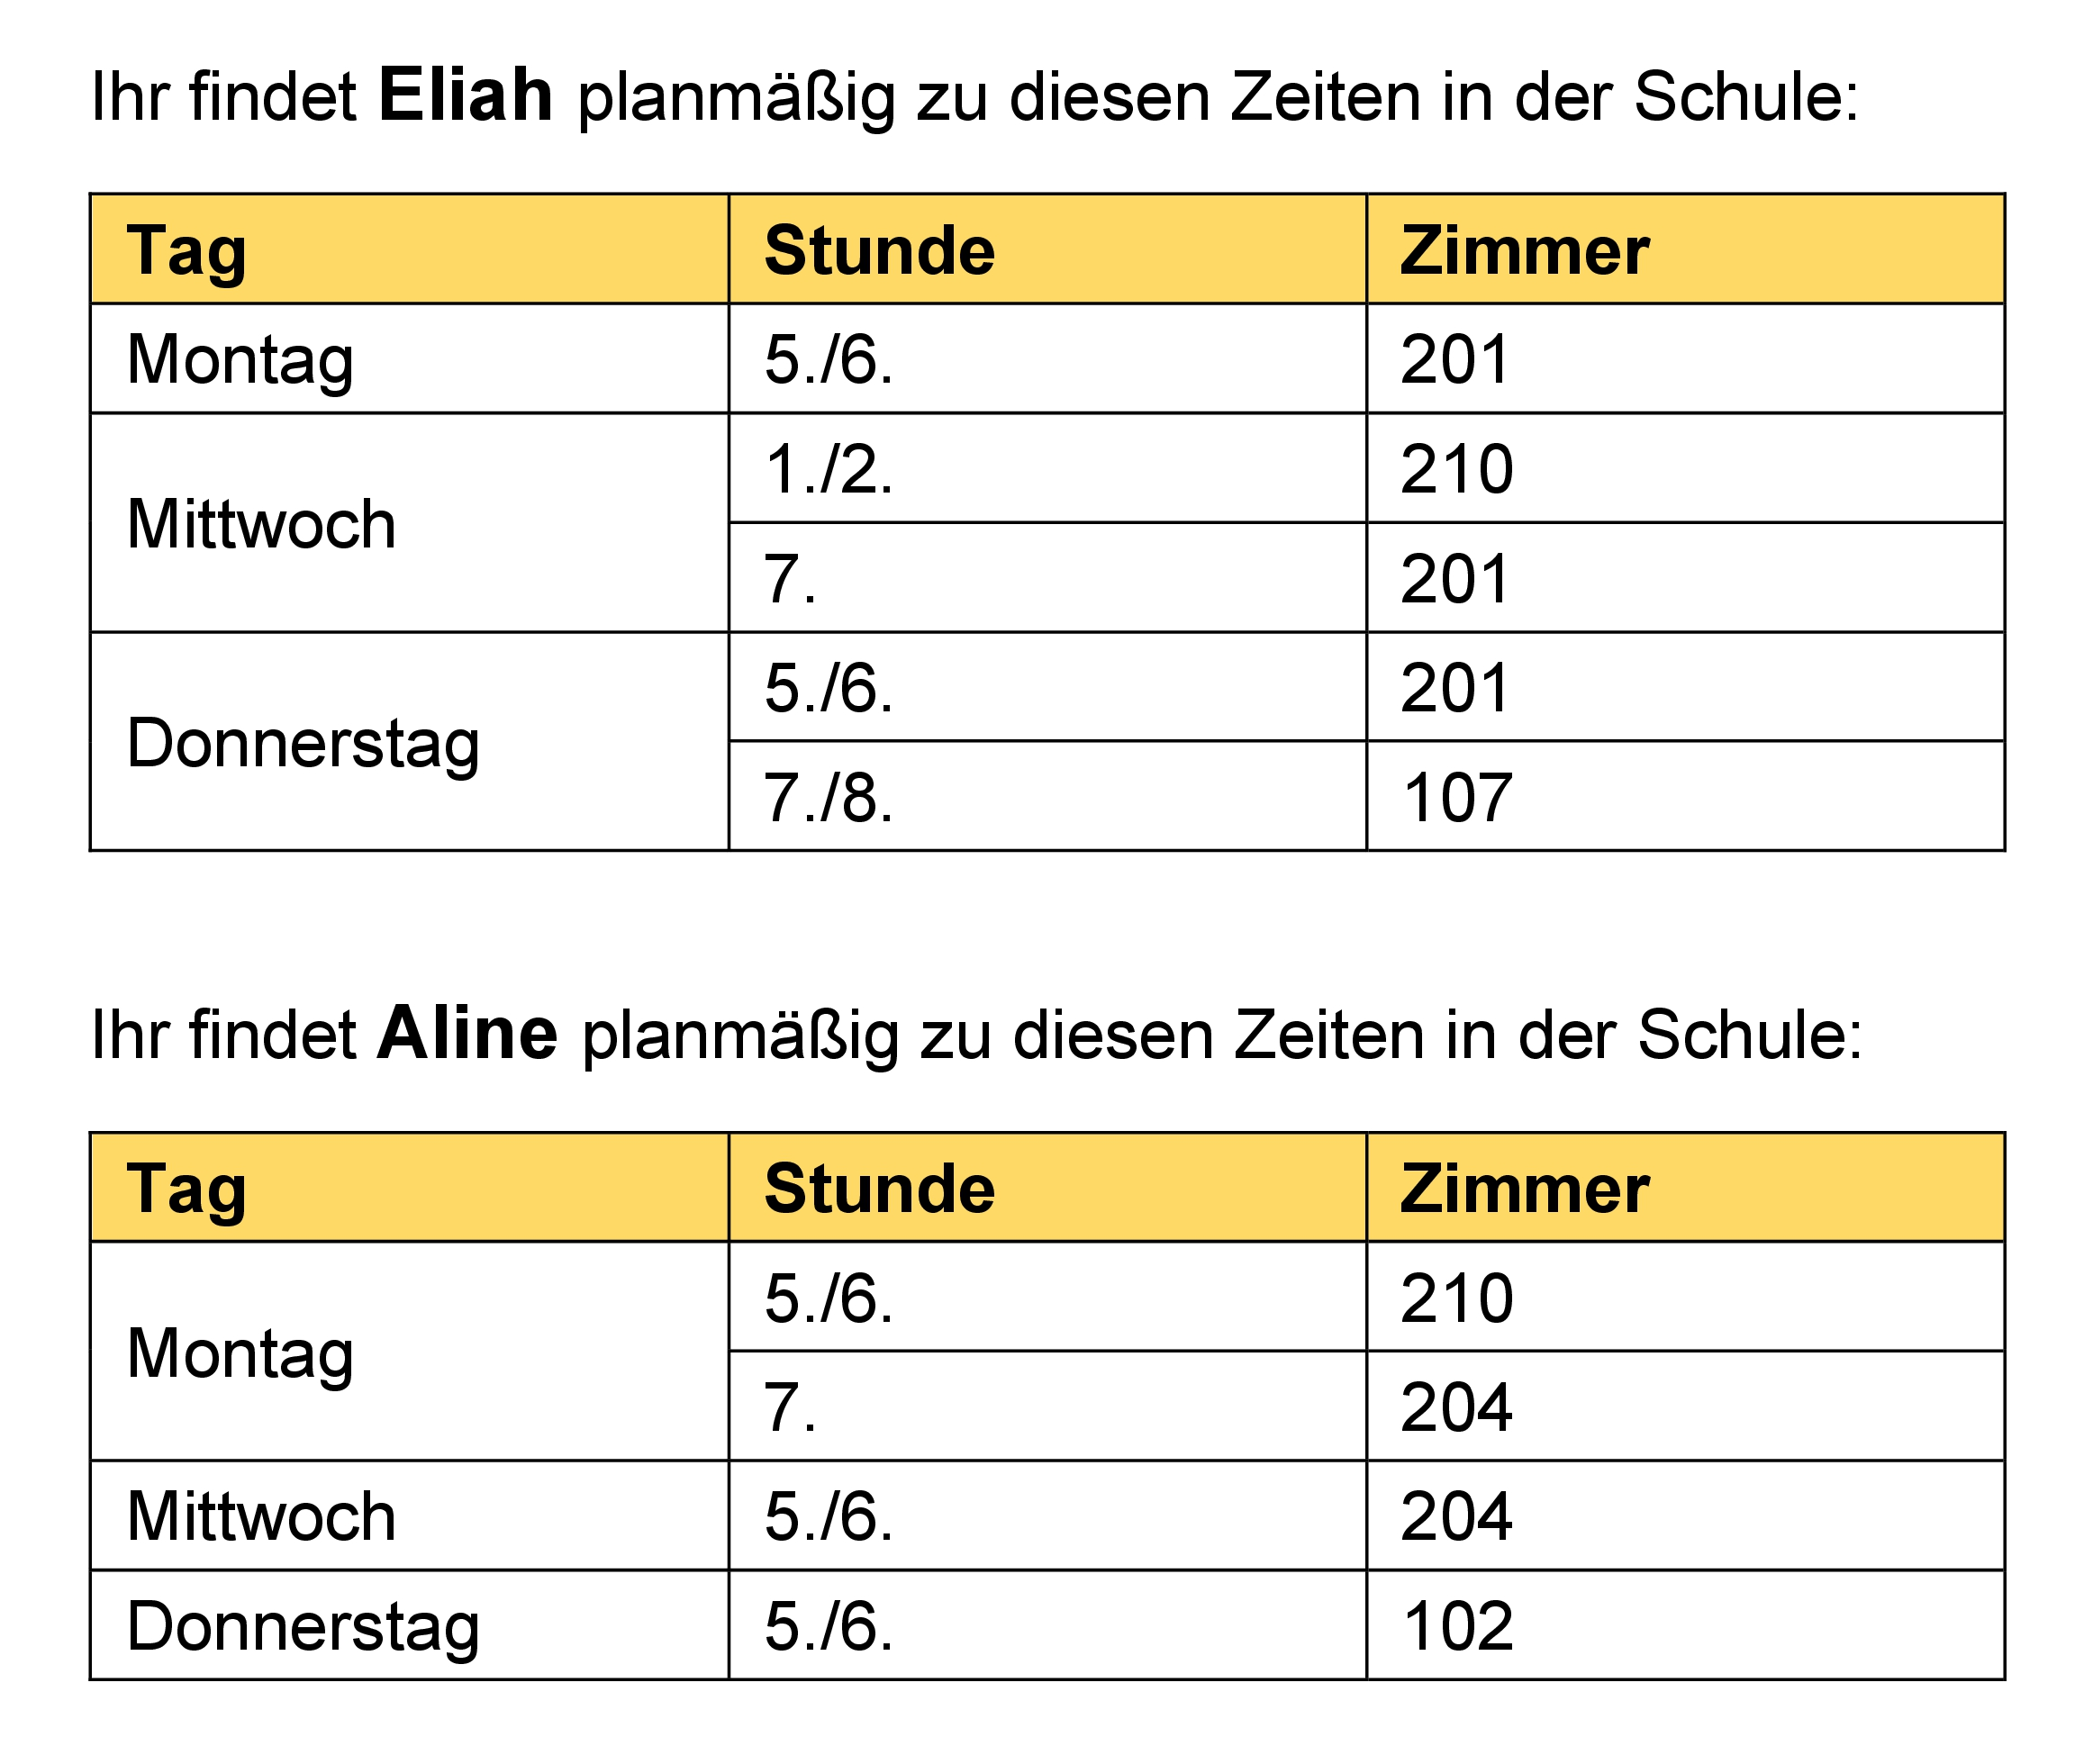 Ihr findet Eliah planmäßig zu diesen Zeiten in der Schule:
Tag Stunde Zimmer
Montag 5./6. 201
Mittwoch 1./2. 210
7. 201
Donnerstag 5./6. 201
7./8. 107
Ihr findet Aline planmäßig zu diesen Zeiten in der Schule:
Tag Stunde Zimmer
Montag 5./6. 210
7. 204
Mittwoch 5./6. 204
Donnerstag 5./6. 102